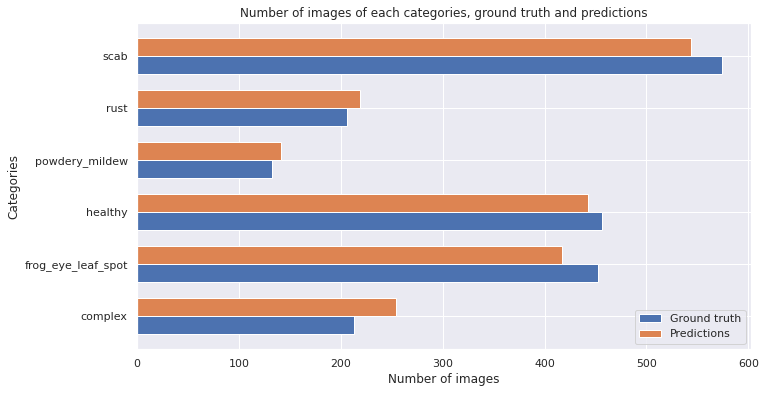 Number of images of each categories, ground truth and predictions
Categories
scab
rust
powdery_mildew
healthy
frog_eye_leaf_spot
complex
Ground truth
Predictions
0 100 200 300 400 500 600
Number of images